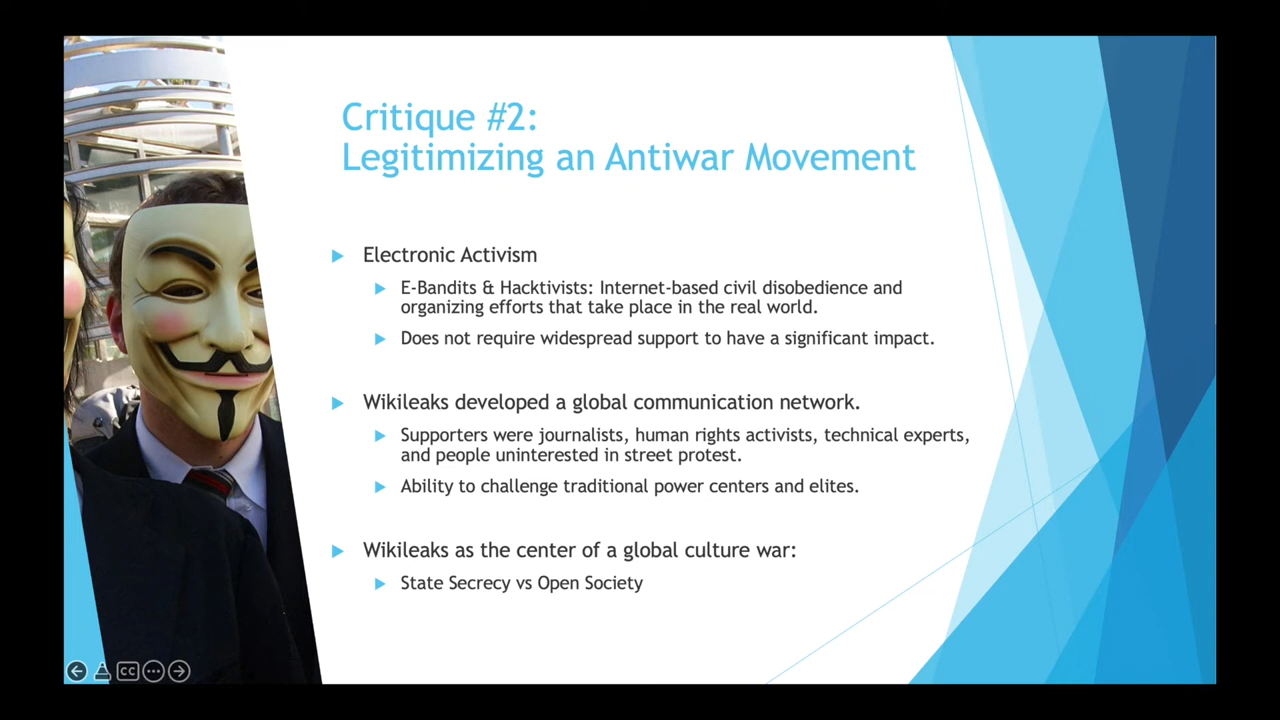 Critique #2:
Legitimizing an Antiwar Movement
Electronic Activism
E-Bandits & Hacktivists: Internet-based civil disobedience and
organizing efforts that take place in the real world.
Does not require widespread support to have a significant impact.
Wikileaks developed a global communication network.
Supporters were journalists, human rights activists, technical experts,
and people uninterested in street protest.
Ability to challenge traditional power centers and elites.
Wikileaks as the center of a global culture war:
State Secrecy vs Open Society
CC